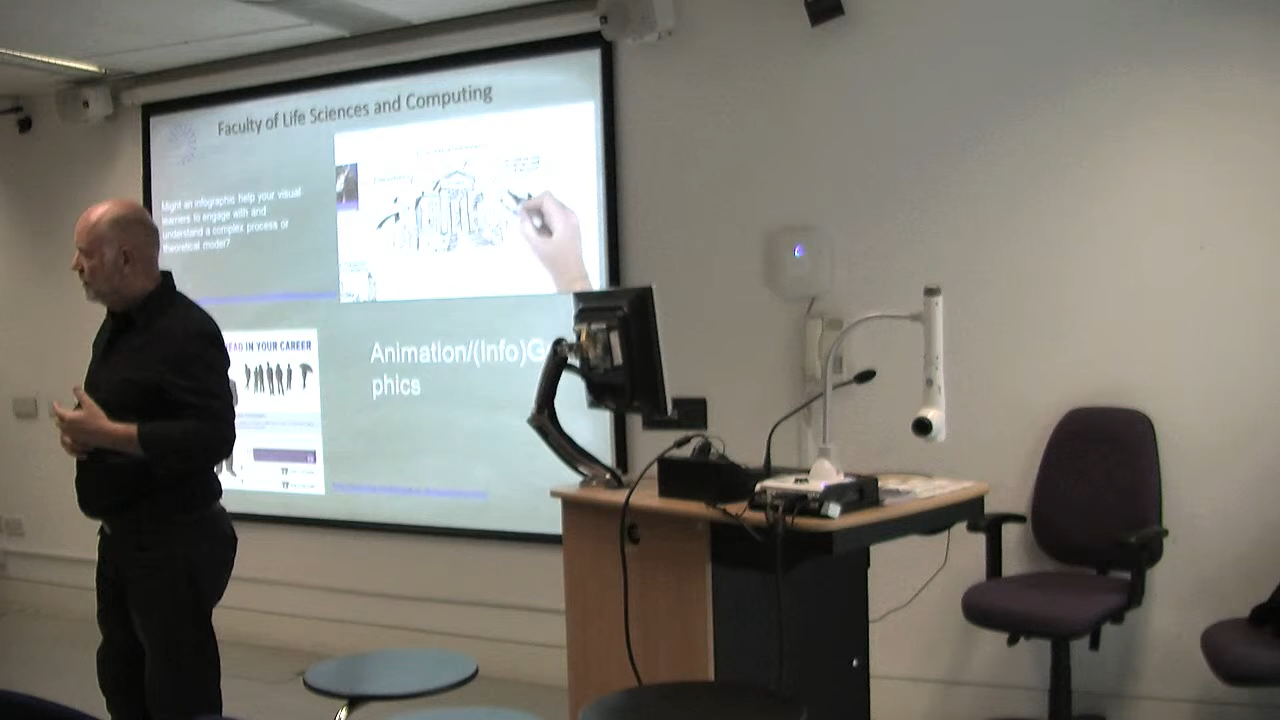 Faculty of Life Sciences and Computing
Might an infographic help your visual
learners to engage with and
understand a complex process or
theoretical model?
EAD IN YOUR CAREER
Animation/(Info)G
phics